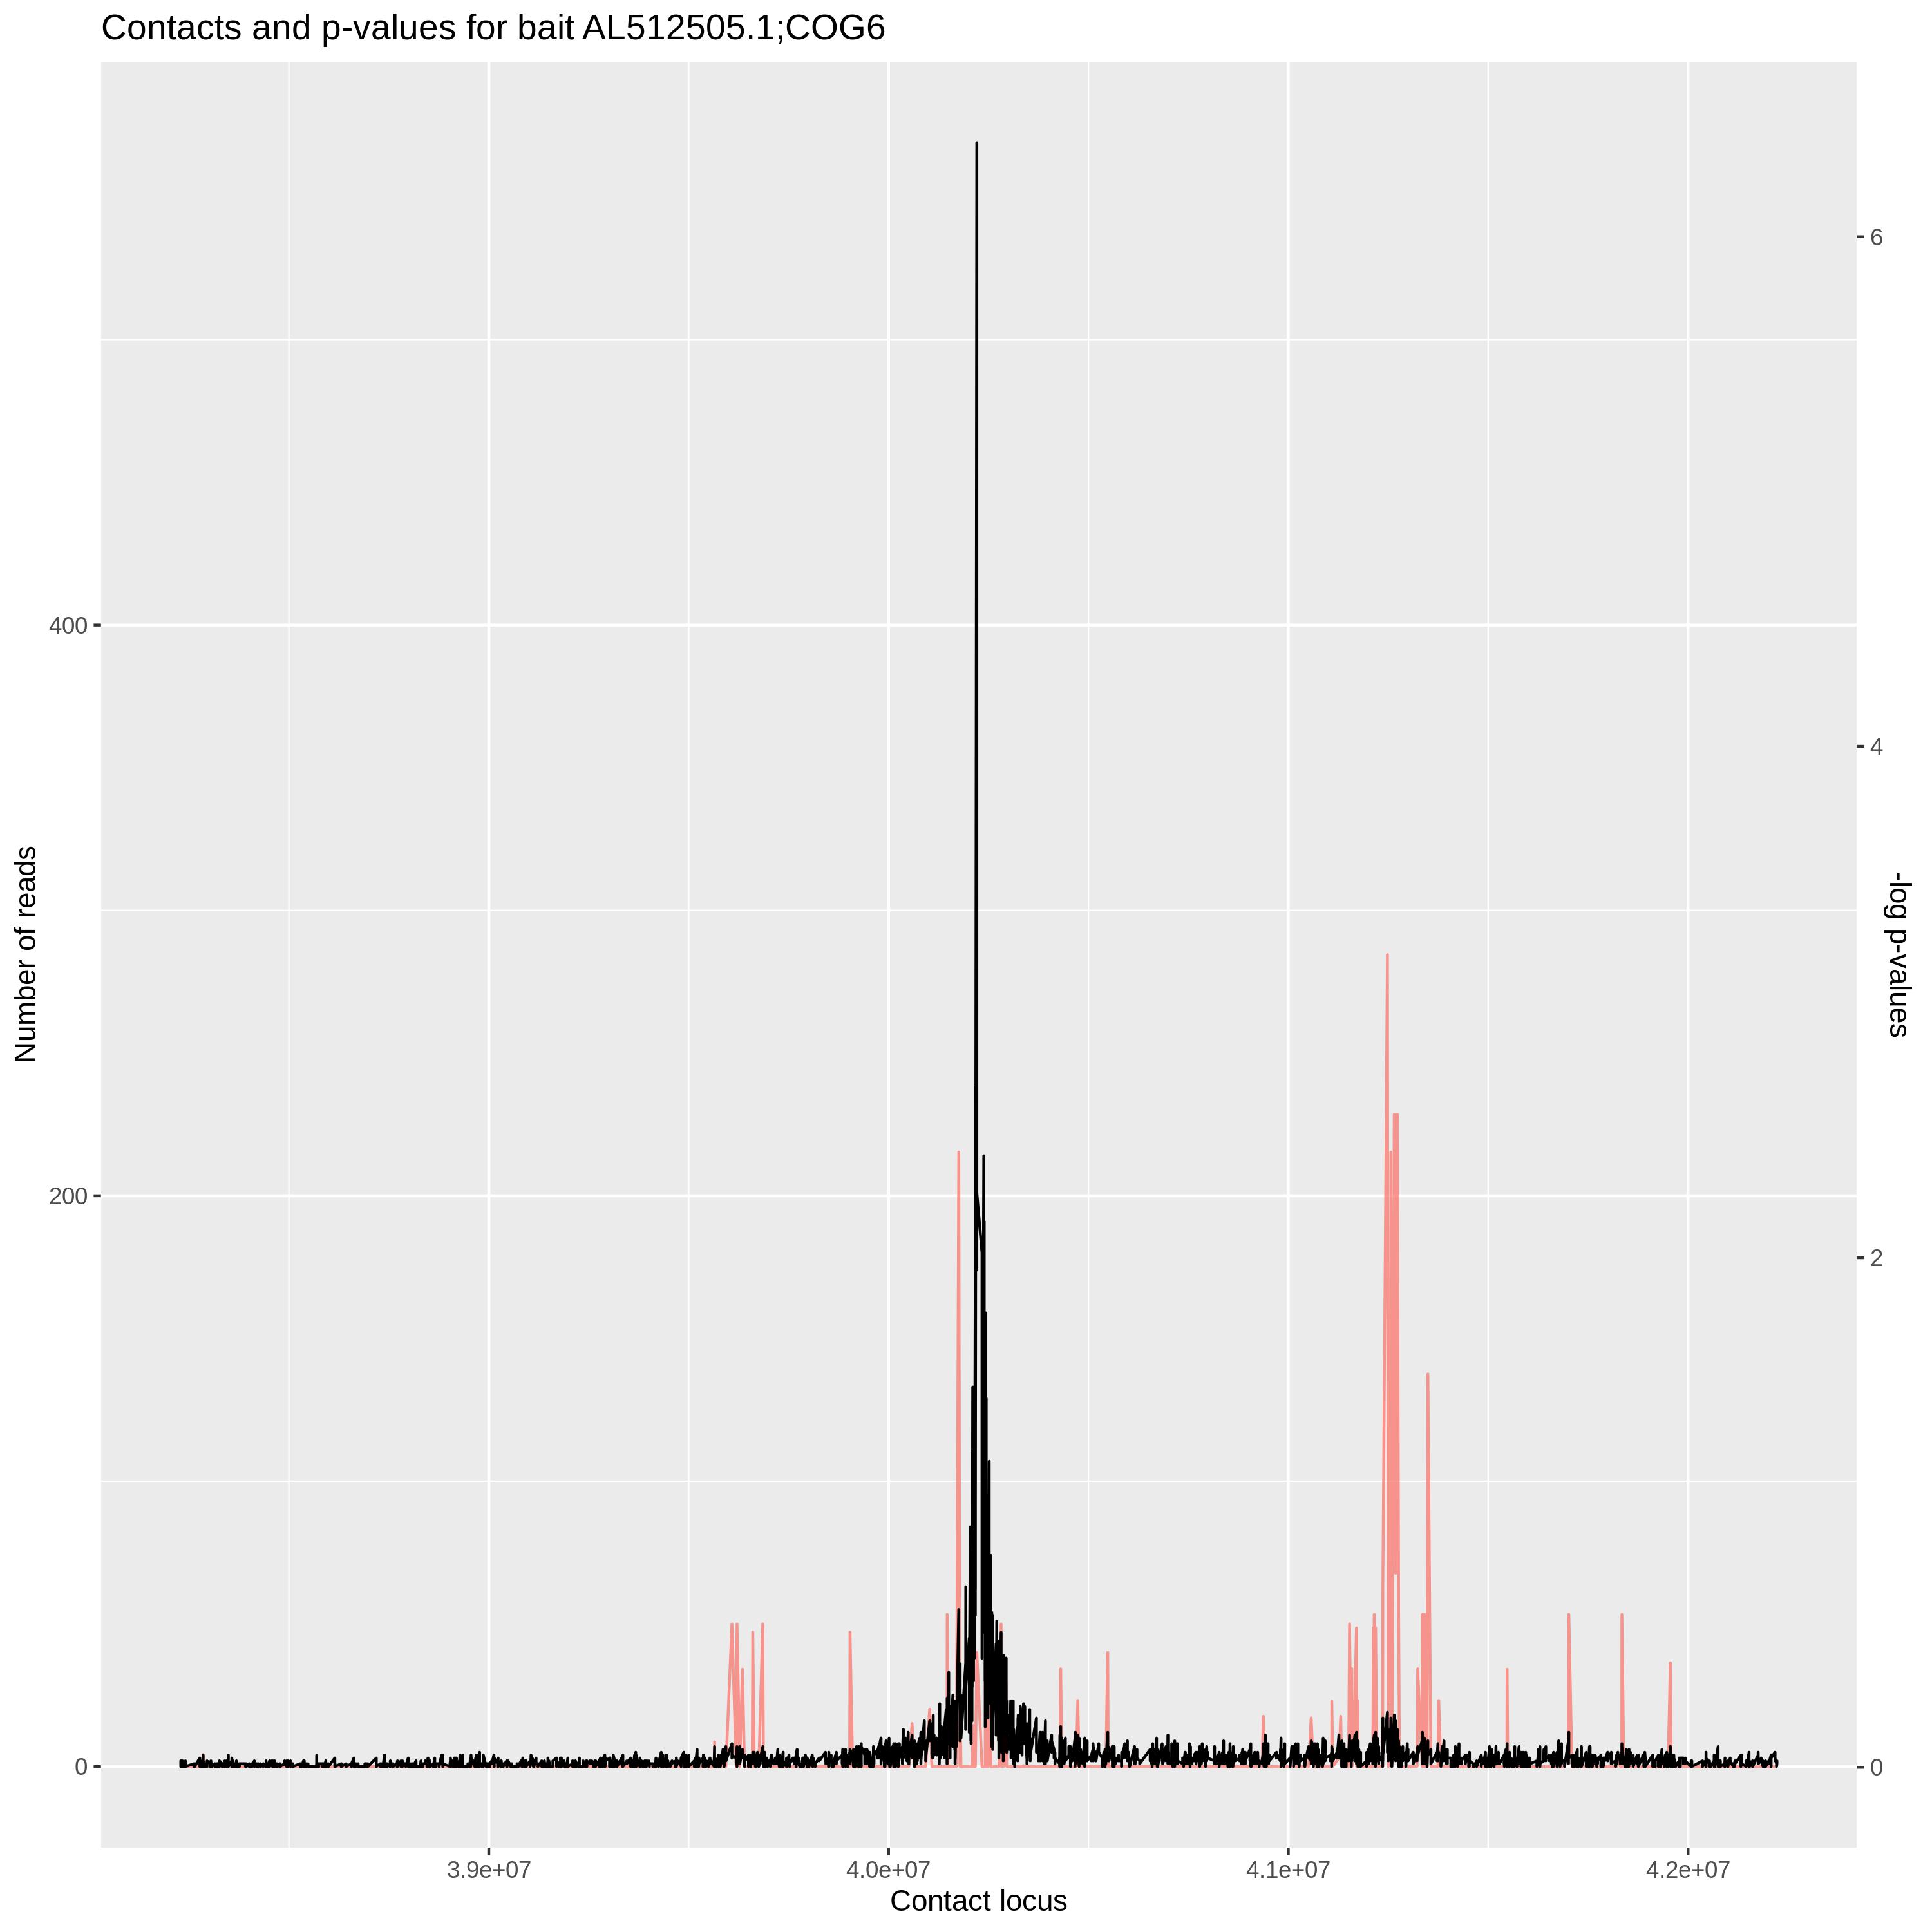 Contacts and p-values for bait AL512505.1;COG6
Number of reads
400
200
0
6
4
2
0
-log p-values
3.9e+07
4.0e+07
4.1e+07
4.2e+07
Contact locus